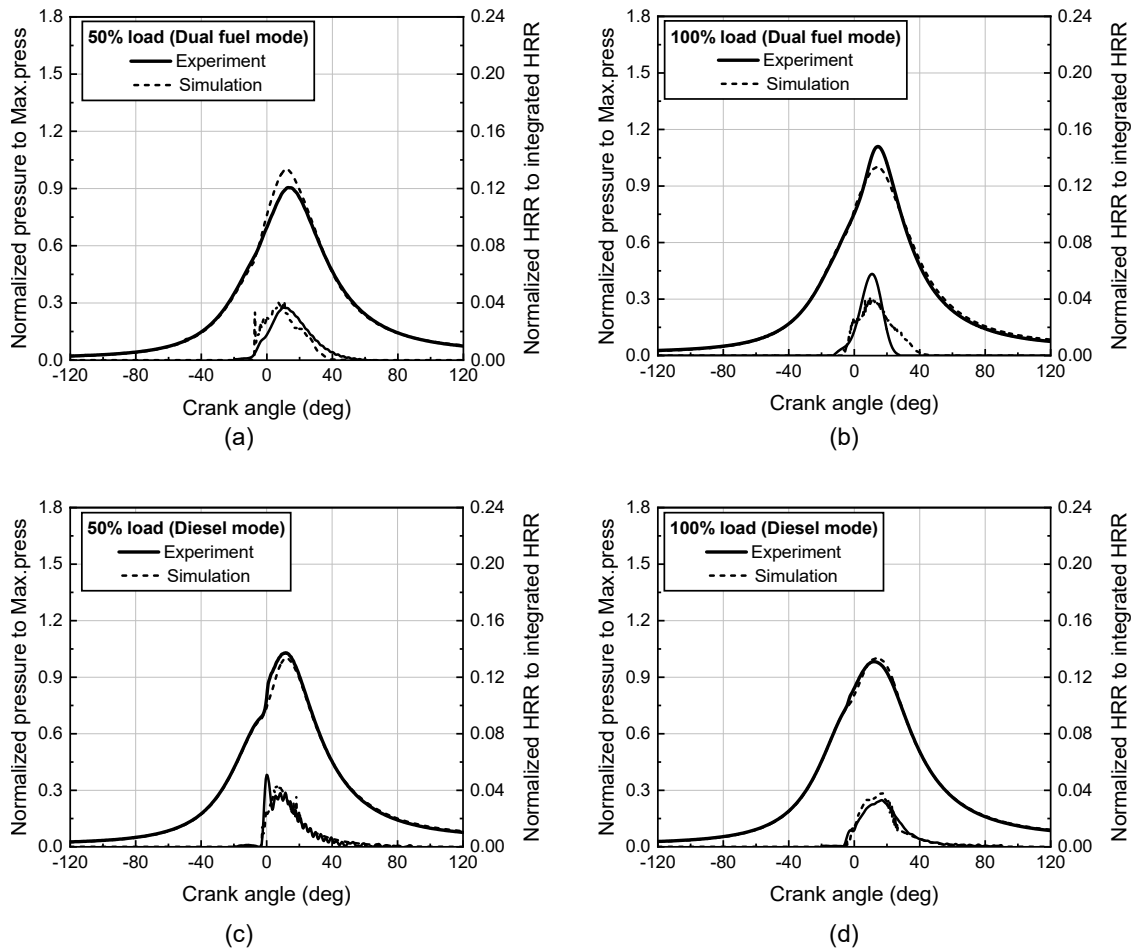 50% load (Dual fuel mode)
Experiment
Simulation
Normalized pressure to Max.press
1.8
1.5
1.2
0.9
0.6
0.3
0.0
Normalized HRR to integrated HRR
0.24
0.20
0.16
0.12
0.08
0.04
0.00
-120 -80 -40 0 40 80 120
Crank angle (deg)
(a)
100% load (Dual fuel mode)
Experiment
Simulation
Normalized pressure to Max.press
1.8
1.5
1.2
0.9
0.6
0.3
0.0
Normalized HRR to integrated HRR
0.24
0.20
0.16
0.12
0.08
0.04
0.00
-120 -80 -40 0 40 80 120
Crank angle (deg)
(b)
50% load (Diesel mode)
Experiment
Simulation
Normalized pressure to Max.press
1.8
1.5
1.2
0.9
0.6
0.3
0.0
Normalized HRR to integrated HRR
0.24
0.20
0.16
0.12
0.08
0.04
0.00
-120 -80 -40 0 40 80 120
Crank angle (deg)
(c)
100% load (Diesel mode)
Experiment
Simulation
Normalized pressure to Max.press
1.8
1.5
1.2
0.9
0.6
0.3
0.0
Normalized HRR to integrated HRR
0.24
0.20
0.16
0.12
0.08
0.04
0.00
-120 -80 -40 0 40 80 120
Crank angle (deg)
(d)